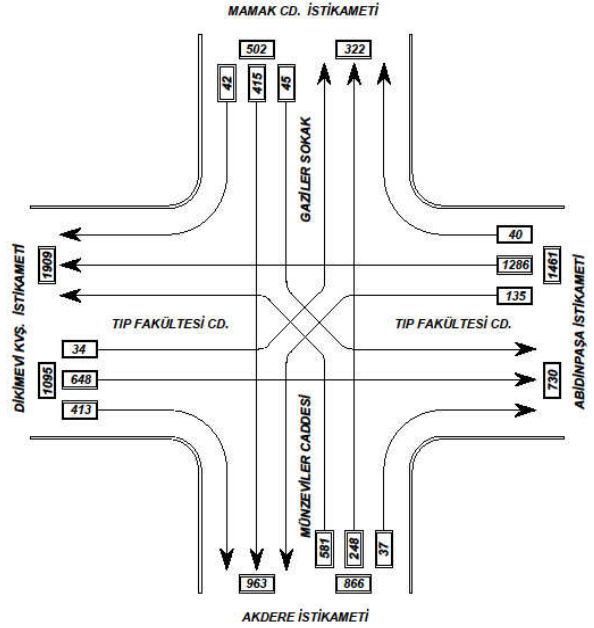 MAMAK CD. İSTİKAMETİ
502
322
42
415
45
GAZİLER SOKAK
40
1286
135
1461
1909
DİKİMEVİ KVŞ. İSTİKAMETİ
TIP FAKÜLTESİ CD.
TIP FAKÜLTESİ CD.
ABİDİNPAŞA İSTİKAMETİ
34
648
413
1095
730
MÜNZEVİLER CADDESİ
581
248
37
963
866
AKDERE İSTİKAMETİ